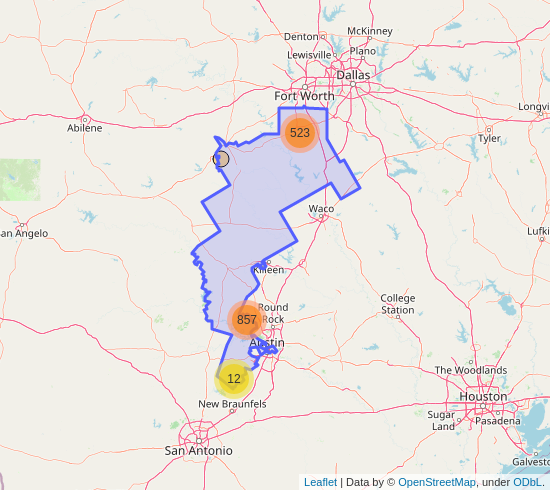 McKinney
Denton
Lewisville
Plano
Dallas
Fort Worth
Longvi
Abilene
523
Tyler
Waco
an Angelo
Lufki
Killeen
College
Station
Round
Rock
857
Austin
The Woodlands
12
Houston
New Braunfels
Sugar
Land
Pasadena
San Antonio
Galvesto
Leaflet | Data by © OpenStreetMap, under ODbL.